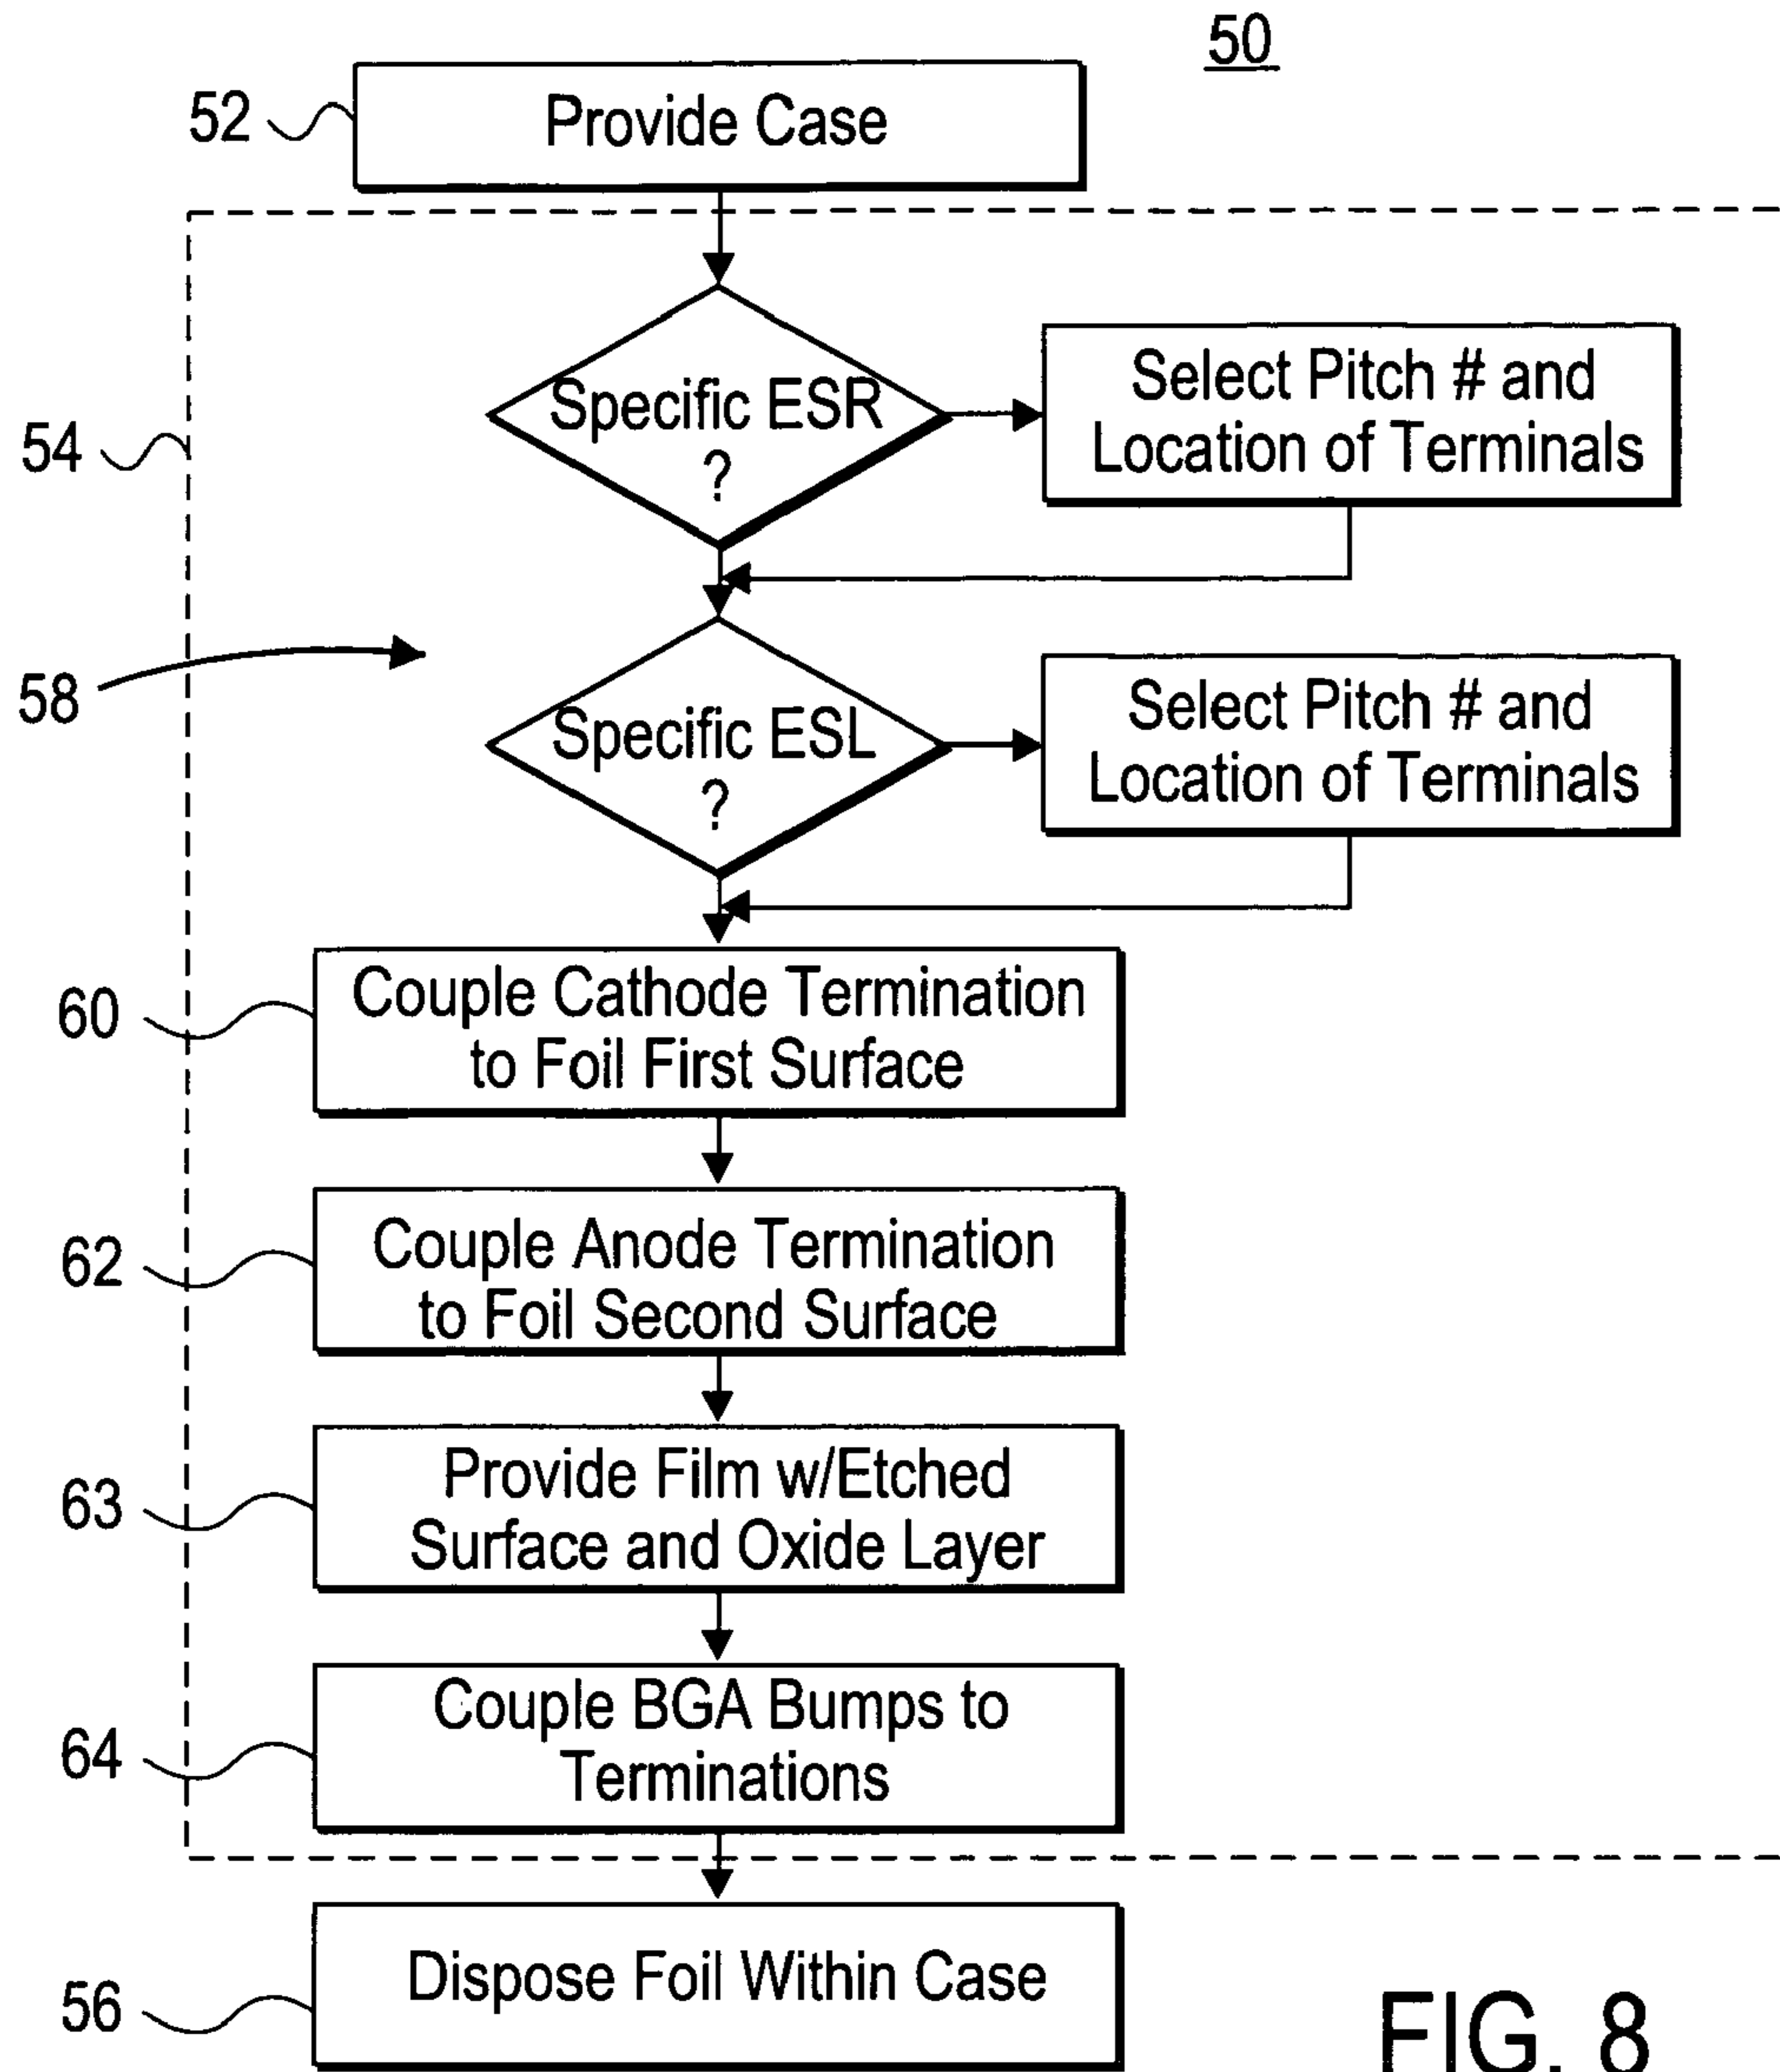 50
52
Provide Case
54
Specific ESR
?
Select Pitch # and
Location of Terminals
58
Specific ESL
?
Select Pitch # and
Location of Terminals
60
Couple Cathode Termination
to Foil First Surface
62
Couple Anode Termination
to Foil Second Surface
63
Provide Film w/Etched
Surface and Oxide Layer
64
Couple BGA Bumps to
Terminations
56
Dispose Foil Within Case
FIG. 8